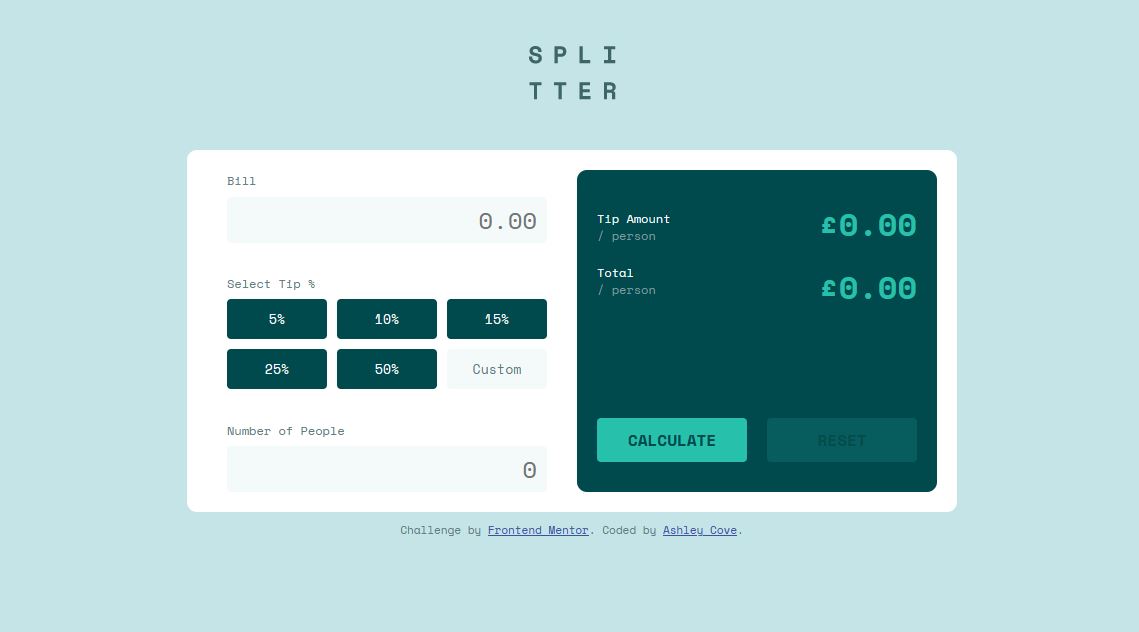 SPLI
TTER
Bill
0.00
Select Tip %
5%
10%
15%
25%
50%
Custom
Number of People
0
Tip Amount
/ person
£0.00
Total
/ person
£0.00
CALCULATE
RESET
Challenge by Frontend Mentor. Coded by Ashley Cove.